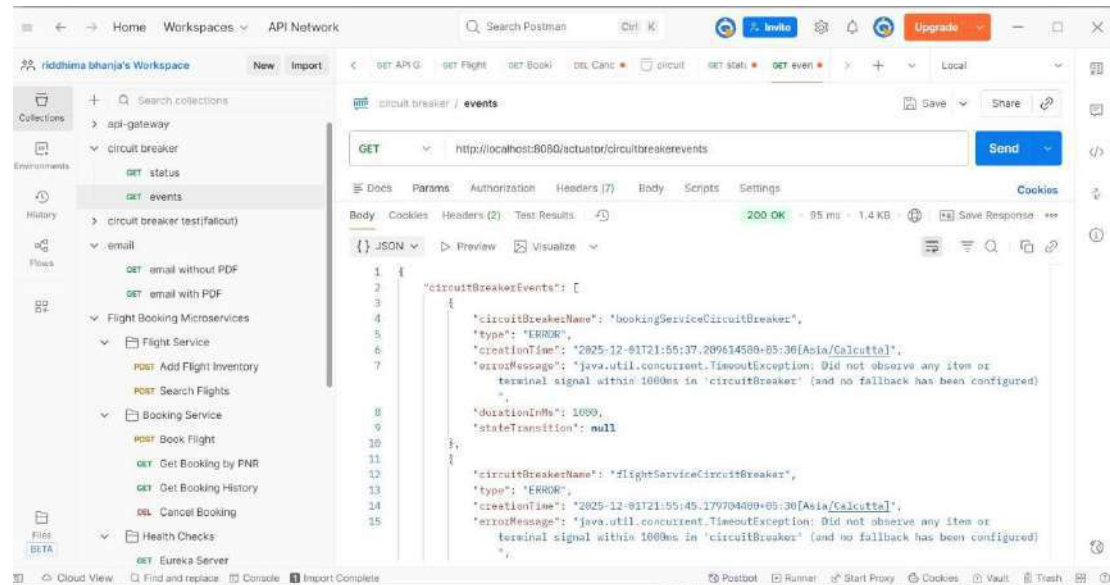 Home Workspaces API Network Search Postman Ctrl K Invite Upgrade
riddhima bhanja's Workspace New Import GET API G GET Flight GET Booki DEL Canc circuit GET stat GET even Local
Collections
Environments
History
Flows
Files
BETA
Search collections
api-gateway
circuit breaker
GET status
GET events
circuit breaker test(fallout)
email
GET email without PDF
GET email with PDF
Flight Booking Microservices
Flight Service
POST Add Flight Inventory
POST Search Flights
Booking Service
POST Book Flight
GET Get Booking by PNR
GET Get Booking History
DEL Cancel Booking
Health Checks
GET Eureka Server
HTTP circuit breaker / events Save Share
GET http://localhost:8080/actuator/circuitbreakerevents Send
Docs Params Authorization Headers (7) Body Scripts Settings Cookies
Body Cookies Headers (2) Test Results 200 OK 95 ms 1.4 KB Save Response
{} JSON Preview Visualize
1 {
2 "circuitBreakerEvents": [
3 {
4 "circuitBreakerName": "bookingServiceCircuitBreaker",
5 "type": "ERROR",
6 "creationTime": "2025-12-01T21:55:37.209614500+05:30[Asia/Calcutta]",
7 "errorMessage": "java.util.concurrent.TimeoutException: Did not observe any item or
terminal signal within 1000ms in 'circuitBreaker' (and no fallback has been configured)
",
8 "durationInMs": 1000,
9 "stateTransition": null
10 },
11 {
12 "circuitBreakerName": "flightServiceCircuitBreaker",
13 "type": "ERROR",
14 "creationTime": "2025-12-01T21:55:45.179704400+05:30[Asia/Calcutta]",
15 "errorMessage": "java.util.concurrent.TimeoutException: Did not observe any item or
terminal signal within 1000ms in 'circuitBreaker' (and no fallback has been configured)
",
Cloud View Find and replace Console Import Complete Postbot Runner Start Proxy Cookies Vault Trash